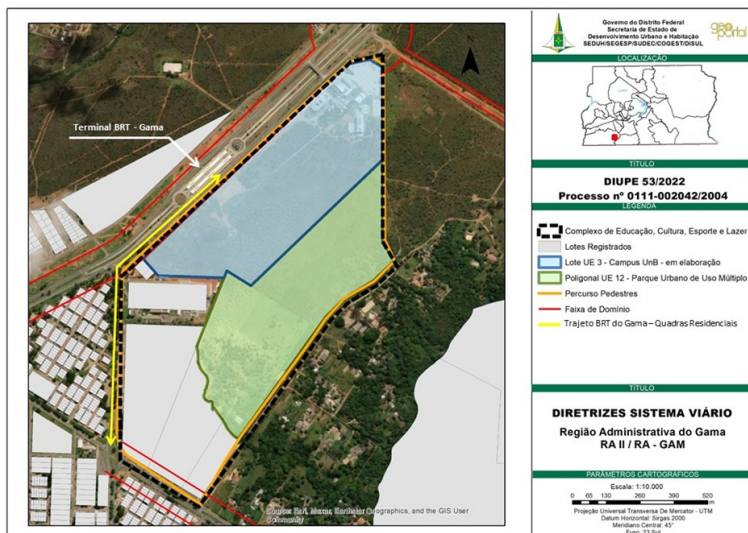 Terminal BRT - Gama
Source: Esri, Maxar, Earthstar Geographics, and the GIS User
Community
Governo do Distrito Federal
Secretaria de Estado de
Desenvolvimento Urbano e Habitação
SEDUH/SEGESP/SUDEC/COGEST/DISUL
geo
portal
LOCALIZAÇÃO
TÍTULO
DIUPE 53/2022
Processo nº 0111-002042/2004
LEGENDA
Complexo de Educação, Cultura, Esporte e Lazer
Lotes Registrados
Lote UE 3 - Campus UnB - em elaboração
Poligonal UE 12 - Parque Urbano de Uso Múltiplo
Percurso Pedestres
Faixa de Domínio
Trajeto BRT do Gama – Quadras Residenciais
TÍTULO
DIRETRIZES SISTEMA VIÁRIO
Região Administrativa do Gama
RA II / RA - GAM
PARÂMETROS CARTOGRÁFICOS
Escala: 1:10.000
0 65 130 260 390 520
m
Projeção Universal Transversa De Mercator - UTM
Datum Horizontal: Sirgas 2000
Meridiano Central: 45°
Fuso: 23 Sul